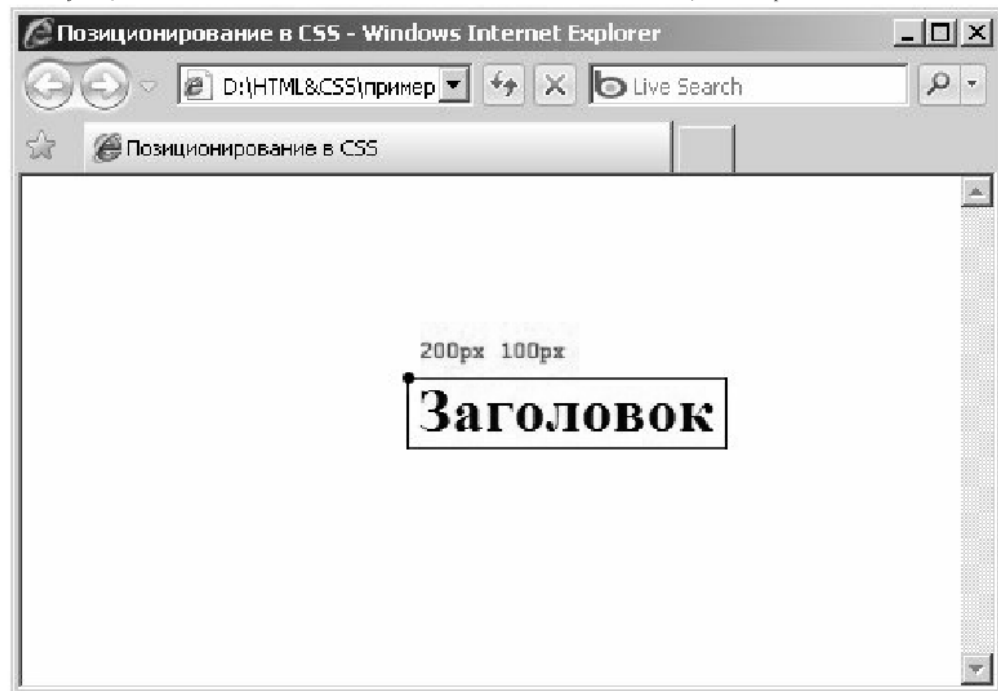 Позиционирование в CSS - Windows Internet Explorer
D:\HTML&CSS\пример
Live Search
Позиционирование в CSS
200px 100px
Заголовок